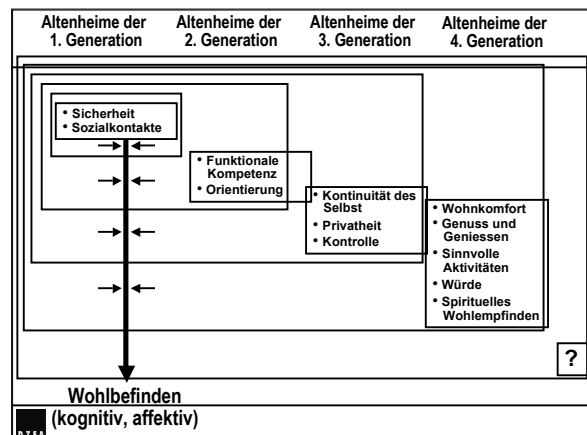 Altenheime der
1. Generation
Altenheime der
2. Generation
Altenheime der
3. Generation
Altenheime der
4. Generation
• Sicherheit
• Sozialkontakte
• Funktionale
Kompetenz
• Orientierung
• Kontinuität des
Selbst
• Privatheit
• Kontrolle
• Wohnkomfort
• Genuss und
Geniessen
• Sinnvolle
Aktivitäten
• Würde
• Spirituelles
Wohlempfinden
?
Wohlbefinden
(kognitiv, affektiv)